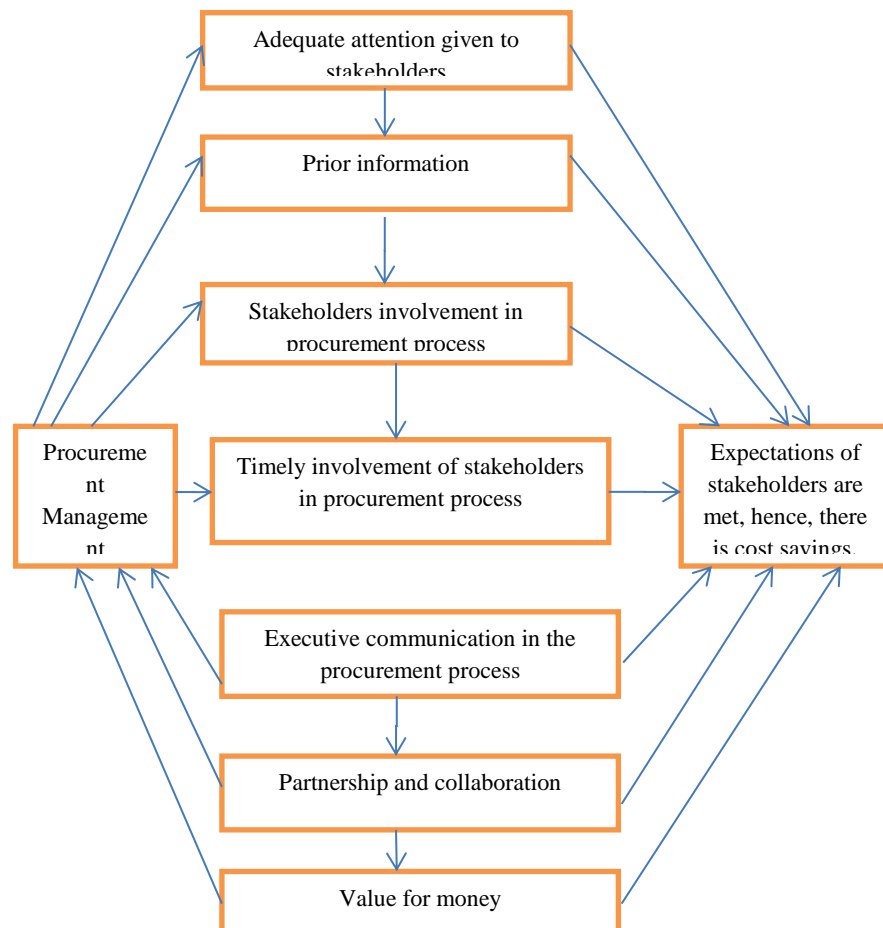 Adequate attention given to
stakeholders
Prior information
Stakeholders involvement in
procurement process
Procureme
nt
Manageme
nt
Timely involvement of stakeholders
in procurement process
Expectations of
stakeholders are
met, hence, there
is cost savings.
Executive communication in the
procurement process
Partnership and collaboration
Value for money